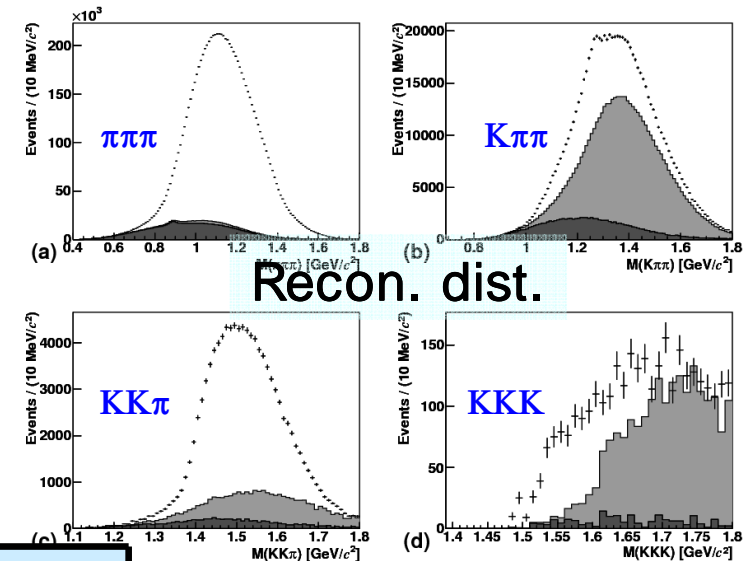 ×10³
Events / (10 MeV/c²)
200
150
100
50
0
πππ
(a)
0.4 0.6 0.8 1 1.2 1.4 1.6 1.8
M(πππ) [GeV/c²]
Events / (10 MeV/c²)
20000
15000
10000
5000
0
Kππ
(b)
0.8 1 1.2 1.4 1.6 1.8
M(Kππ) [GeV/c²]
Recon. dist.
Events / (10 MeV/c²)
4000
3000
2000
1000
0
KKπ
(c)
1.1 1.2 1.3 1.4 1.5 1.6 1.7 1.8
M(KKπ) [GeV/c²]
Events / (10 MeV/c²)
150
100
50
0
KKK
(d)
1.4 1.45 1.5 1.55 1.6 1.65 1.7 1.75 1.8
M(KKK) [GeV/c²]